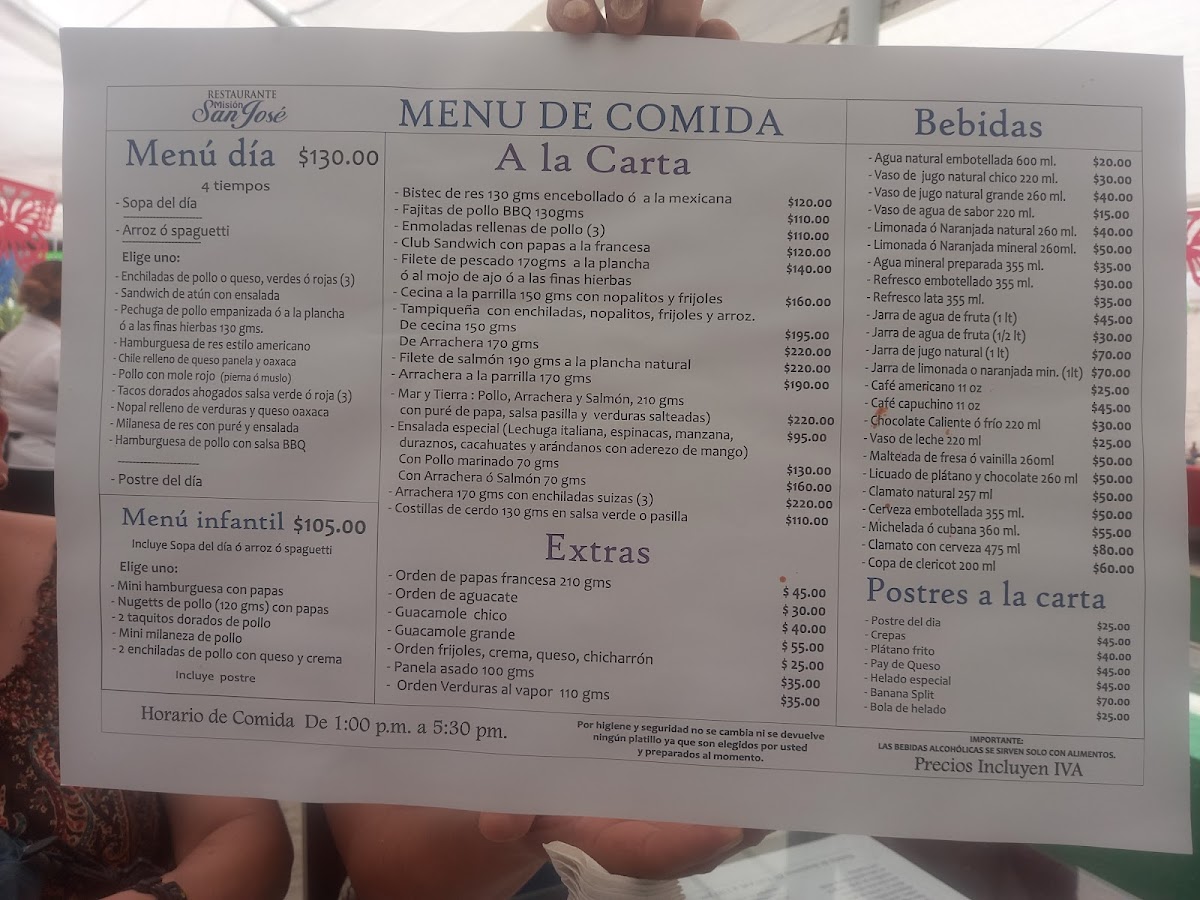 RESTAURANTE
Misión
San José
MENU DE COMIDA
Menú día $130.00
4 tiempos
- Sopa del día
- Arroz ó spaguetti
Elige uno:
- Enchiladas de pollo o queso, verdes ó rojas (3)
- Sandwich de atún con ensalada
- Pechuga de pollo empanizada ó a la plancha
ó a las finas hierbas 130 gms.
- Hamburguesa de res estilo americano
- Chile relleno de queso panela y oaxaca
- Pollo con mole rojo (pierna ó muslo)
- Tacos dorados ahogados salsa verde ó roja (3)
- Nopal relleno de verduras y queso oaxaca
- Milanesa de res con puré y ensalada
- Hamburguesa de pollo con salsa BBQ
- Postre del día
Menú infantil $105.00
Incluye Sopa del día ó arroz ó spaguetti
Elige uno:
- Mini hamburguesa con papas
- Nugetts de pollo (120 gms) con papas
- 2 taquitos dorados de pollo
- Mini milaneza de pollo
- 2 enchiladas de pollo con queso y crema
Incluye postre
A la Carta
- Bistec de res 130 gms encebollado ó a la mexicana $120.00
- Fajitas de pollo BBQ 130gms $110.00
- Enmoladas rellenas de pollo (3) $110.00
- Club Sandwich con papas a la francesa $120.00
- Filete de pescado 170gms a la plancha $140.00
ó al mojo de ajo ó a las finas hierbas
- Cecina a la parrilla 150 gms con nopalitos y frijoles $160.00
- Tampiqueña con enchiladas, nopalitos, frijoles y arroz.
De cecina 150 gms $195.00
De Arrachera 170 gms $220.00
- Filete de salmón 190 gms a la plancha natural $220.00
- Arrachera a la parrilla 170 gms $190.00
- Mar y Tierra : Pollo, Arrachera y Salmón, 210 gms
con puré de papa, salsa pasilla y verduras salteadas) $220.00
- Ensalada especial (Lechuga italiana, espinacas, manzana, $95.00
duraznos, cacahuates y arándanos con aderezo de mango)
Con Pollo marinado 70 gms $130.00
Con Arrachera ó Salmón 70 gms $160.00
- Arrachera 170 gms con enchiladas suizas (3) $220.00
- Costillas de cerdo 130 gms en salsa verde o pasilla $110.00
Extras
- Orden de papas francesa 210 gms $ 45.00
- Orden de aguacate $ 30.00
- Guacamole chico $ 40.00
- Guacamole grande $ 55.00
- Orden frijoles, crema, queso, chicharrón $ 25.00
- Panela asado 100 gms $35.00
- Orden Verduras al vapor 110 gms $35.00
Bebidas
- Agua natural embotellada 600 ml. $20.00
- Vaso de jugo natural chico 220 ml. $30.00
- Vaso de jugo natural grande 260 ml. $40.00
- Vaso de agua de sabor 220 ml. $15.00
- Limonada ó Naranjada natural 260 ml. $40.00
- Limonada ó Naranjada mineral 260ml. $50.00
- Agua mineral preparada 355 ml. $35.00
- Refresco embotellado 355 ml. $30.00
- Refresco lata 355 ml. $35.00
- Jarra de agua de fruta (1 lt) $45.00
- Jarra de agua de fruta (1/2 lt) $30.00
- Jarra de jugo natural (1 lt) $70.00
- Jarra de limonada o naranjada min. (1lt) $70.00
- Café americano 11 oz $25.00
- Café capuchino 11 oz $45.00
- Chocolate Caliente ó frío 220 ml $30.00
- Vaso de leche 220 ml $25.00
- Malteada de fresa ó vainilla 260ml $50.00
- Licuado de plátano y chocolate 260 ml $50.00
- Clamato natural 257 ml $50.00
- Cerveza embotellada 355 ml. $50.00
- Michelada ó cubana 360 ml. $55.00
- Clamato con cerveza 475 ml $80.00
- Copa de clericot 200 ml $60.00
Postres a la carta
- Postre del dia $25.00
- Crepas $45.00
- Plátano frito $40.00
- Pay de Queso $45.00
- Helado especial $45.00
- Banana Split $70.00
- Bola de helado $25.00
Horario de Comida De 1:00 p.m. a 5:30 pm.
Por higiene y seguridad no se cambia ni se devuelve
ningún platillo ya que son elegidos por usted
y preparados al momento.
IMPORTANTE:
LAS BEBIDAS ALCOHÓLICAS SE SIRVEN SOLO CON ALIMENTOS.
Precios Incluyen IVA